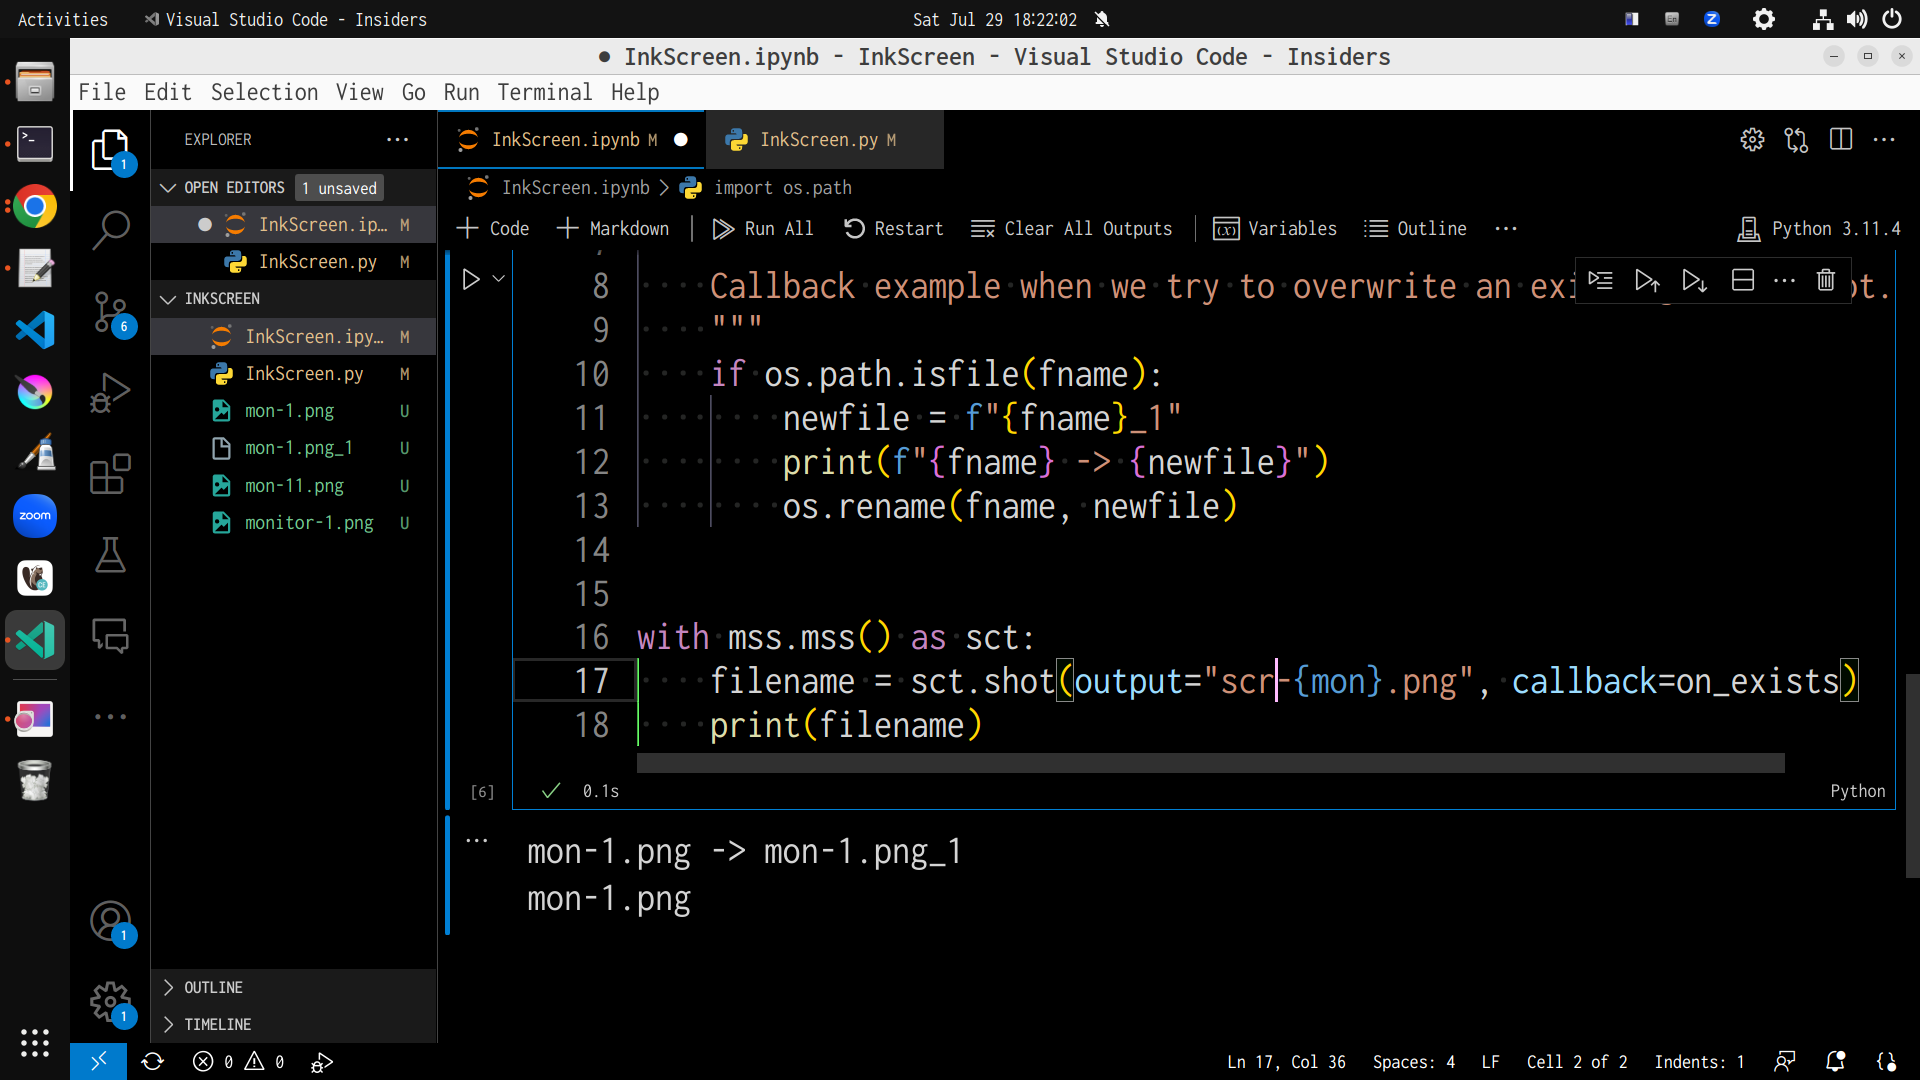 Activities Visual Studio Code - Insiders Sat Jul 29 18:22:02
● InkScreen.ipynb - InkScreen - Visual Studio Code - Insiders
File Edit Selection View Go Run Terminal Help
EXPLORER ···
InkScreen.ipynb M InkScreen.py M
OPEN EDITORS 1 unsaved
InkScreen.ip… M
InkScreen.py M
INKSCREEN
InkScreen.ipy… M
InkScreen.py M
mon-1.png U
mon-1.png_1 U
mon-11.png U
monitor-1.png U
OUTLINE
TIMELINE
InkScreen.ipynb > import os.path
Code Markdown Run All Restart Clear All Outputs Variables Outline ··· Python 3.11.4
8 ····Callback·example·when·we·try·to·overwrite·an·exi
9 ····"""
10 ····if os.path.isfile(fname):
11 ········newfile = f"{fname}_1"
12 ········print(f"{fname} -> {newfile}")
13 ········os.rename(fname, newfile)
14
15
16 with·mss.mss()·as·sct:
17 ····filename = sct.shot(output="scr-{mon}.png", callback=on_exists)
18 ····print(filename)
[6] 0.1s Python
mon-1.png -> mon-1.png_1
mon-1.png
zoom
1
6
1
1
0 0 Ln 17, Col 36 Spaces: 4 LF Cell 2 of 2 Indents: 1